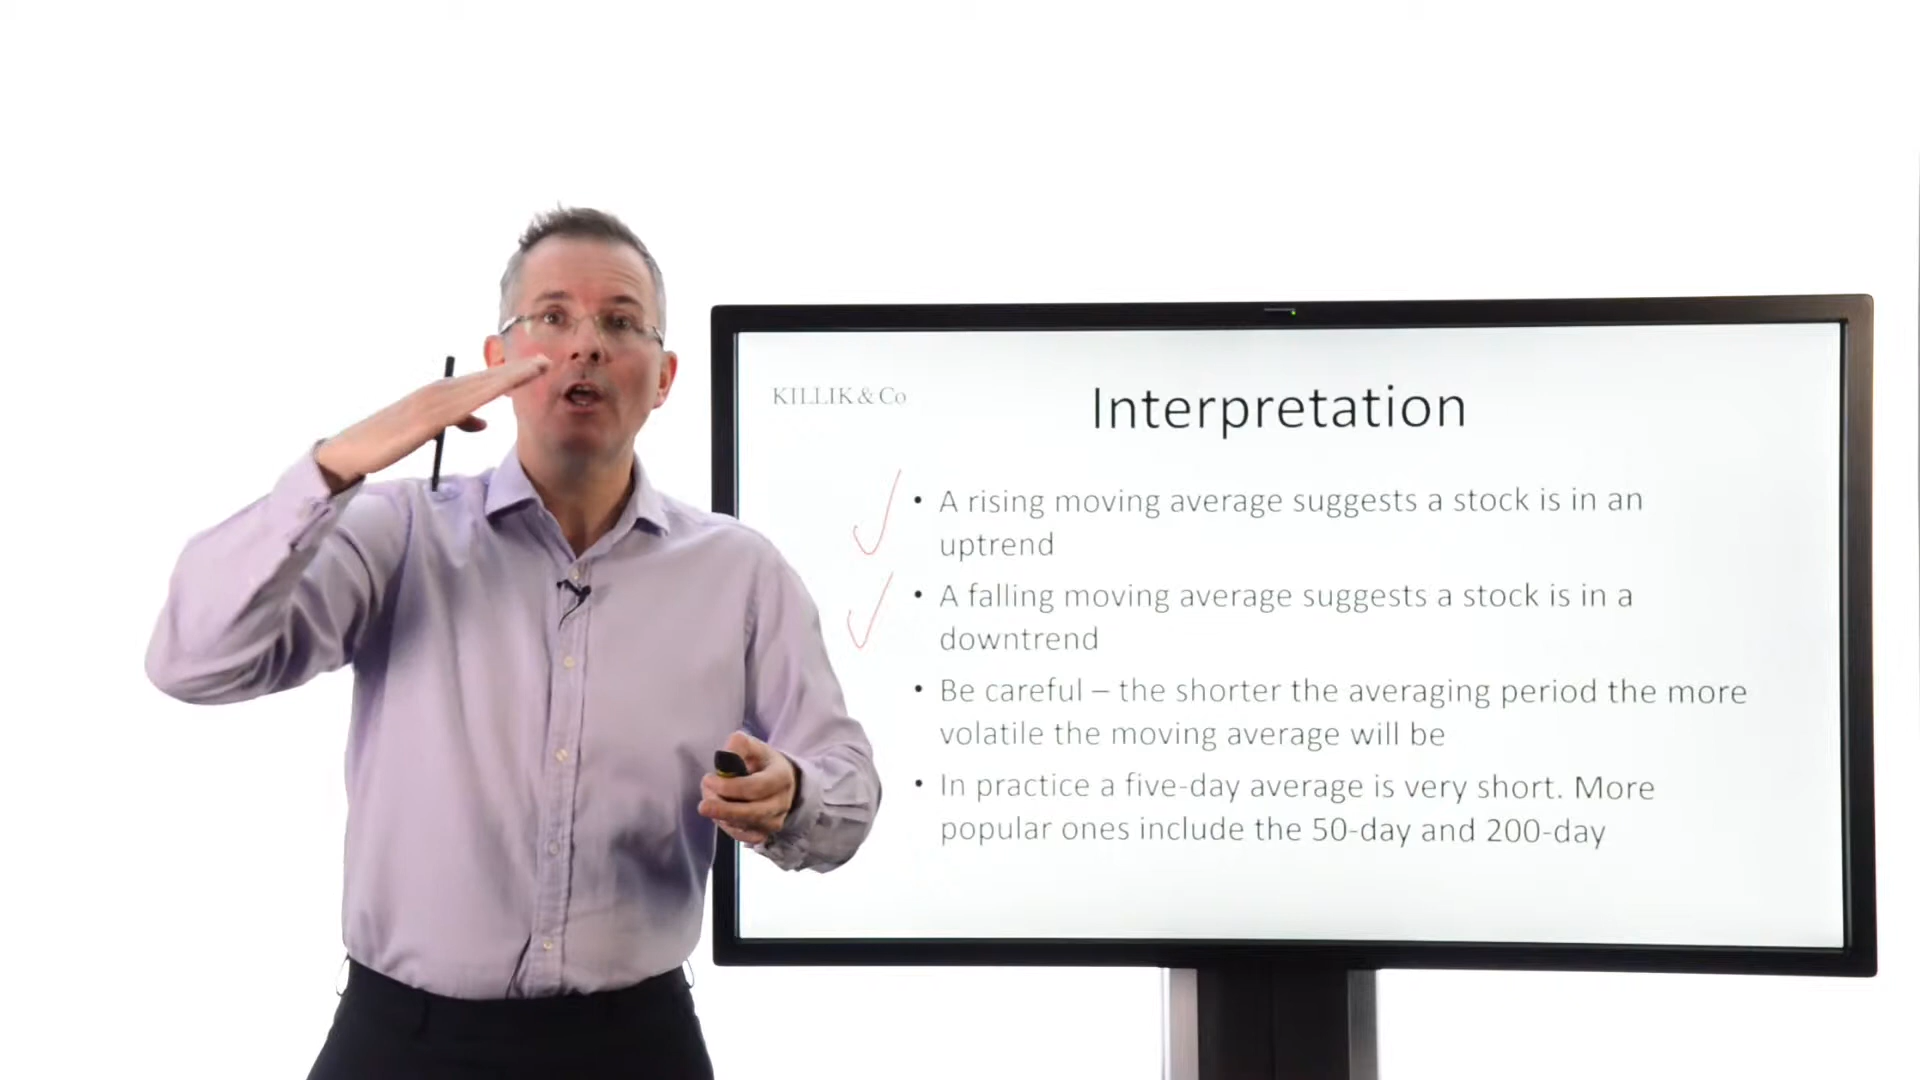 KILLIK & Co
Interpretation
• A rising moving average suggests a stock is in an
uptrend
• A falling moving average suggests a stock is in a
downtrend
• Be careful – the shorter the averaging period the more
volatile the moving average will be
• In practice a five-day average is very short. More
popular ones include the 50-day and 200-day